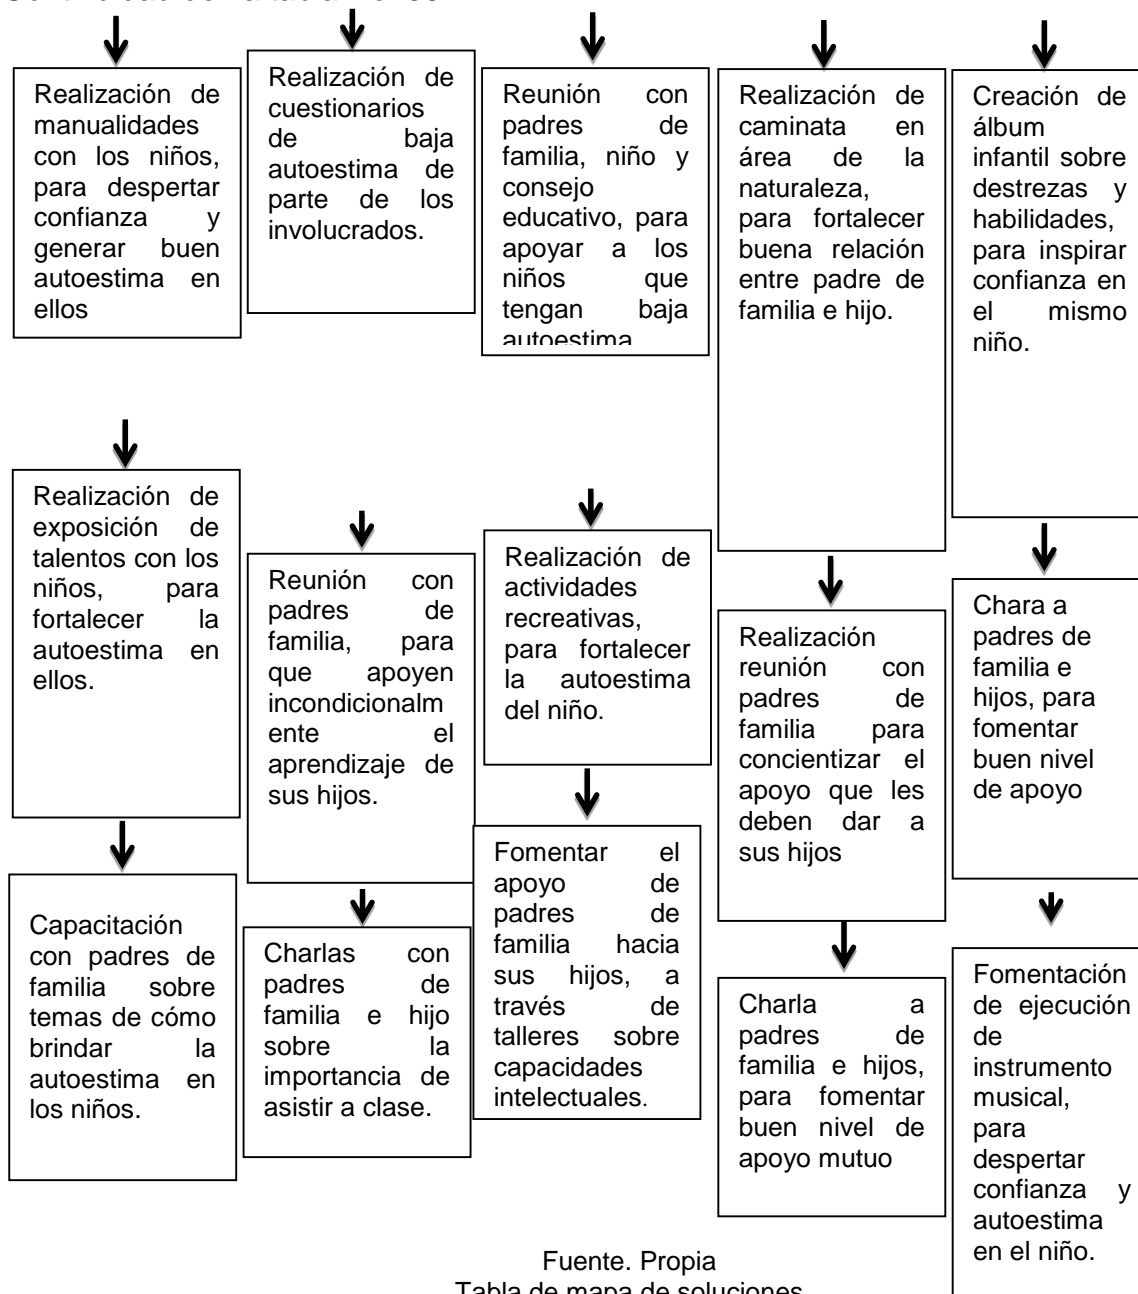 Realización de
manualidades
con los niños,
para despertar
confianza y
generar buen
autoestima en
ellos
Realización de
cuestionarios
de baja
autoestima de
parte de los
involucrados.
Reunión con
padres de
familia, niño y
consejo
educativo, para
apoyar a los
niños que
tengan baja
autoestima
Realización de
caminata en
área de la
naturaleza,
para fortalecer
buena relación
entre padre de
familia e hijo.
Creación de
álbum
infantil sobre
destrezas y
habilidades,
para inspirar
confianza en
el mismo
niño.
Realización de
exposición de
talentos con los
niños, para
fortalecer la
autoestima en
ellos.
Reunión con
padres de
familia, para
que apoyen
incondicionalm
ente el
aprendizaje de
sus hijos.
Realización de
actividades
recreativas,
para fortalecer
la autoestima
del niño.
Realización
reunión con
padres de
familia para
concientizar el
apoyo que les
deben dar a
sus hijos
Chara a
padres de
familia e
hijos, para
fomentar
buen nivel
de apoyo
Capacitación
con padres de
familia sobre
temas de cómo
brindar la
autoestima en
los niños.
Charlas con
padres de
familia e hijo
sobre la
importancia de
asistir a clase.
Fomentar el
apoyo de
padres de
familia hacia
sus hijos, a
través de
talleres sobre
capacidades
intelectuales.
Charla a
padres de
familia e hijos,
para fomentar
buen nivel de
apoyo mutuo
Fomentación
de ejecución
de
instrumento
musical,
para
despertar
confianza y
autoestima
en el niño.
Fuente. Propia
Tabla de mapa de soluciones